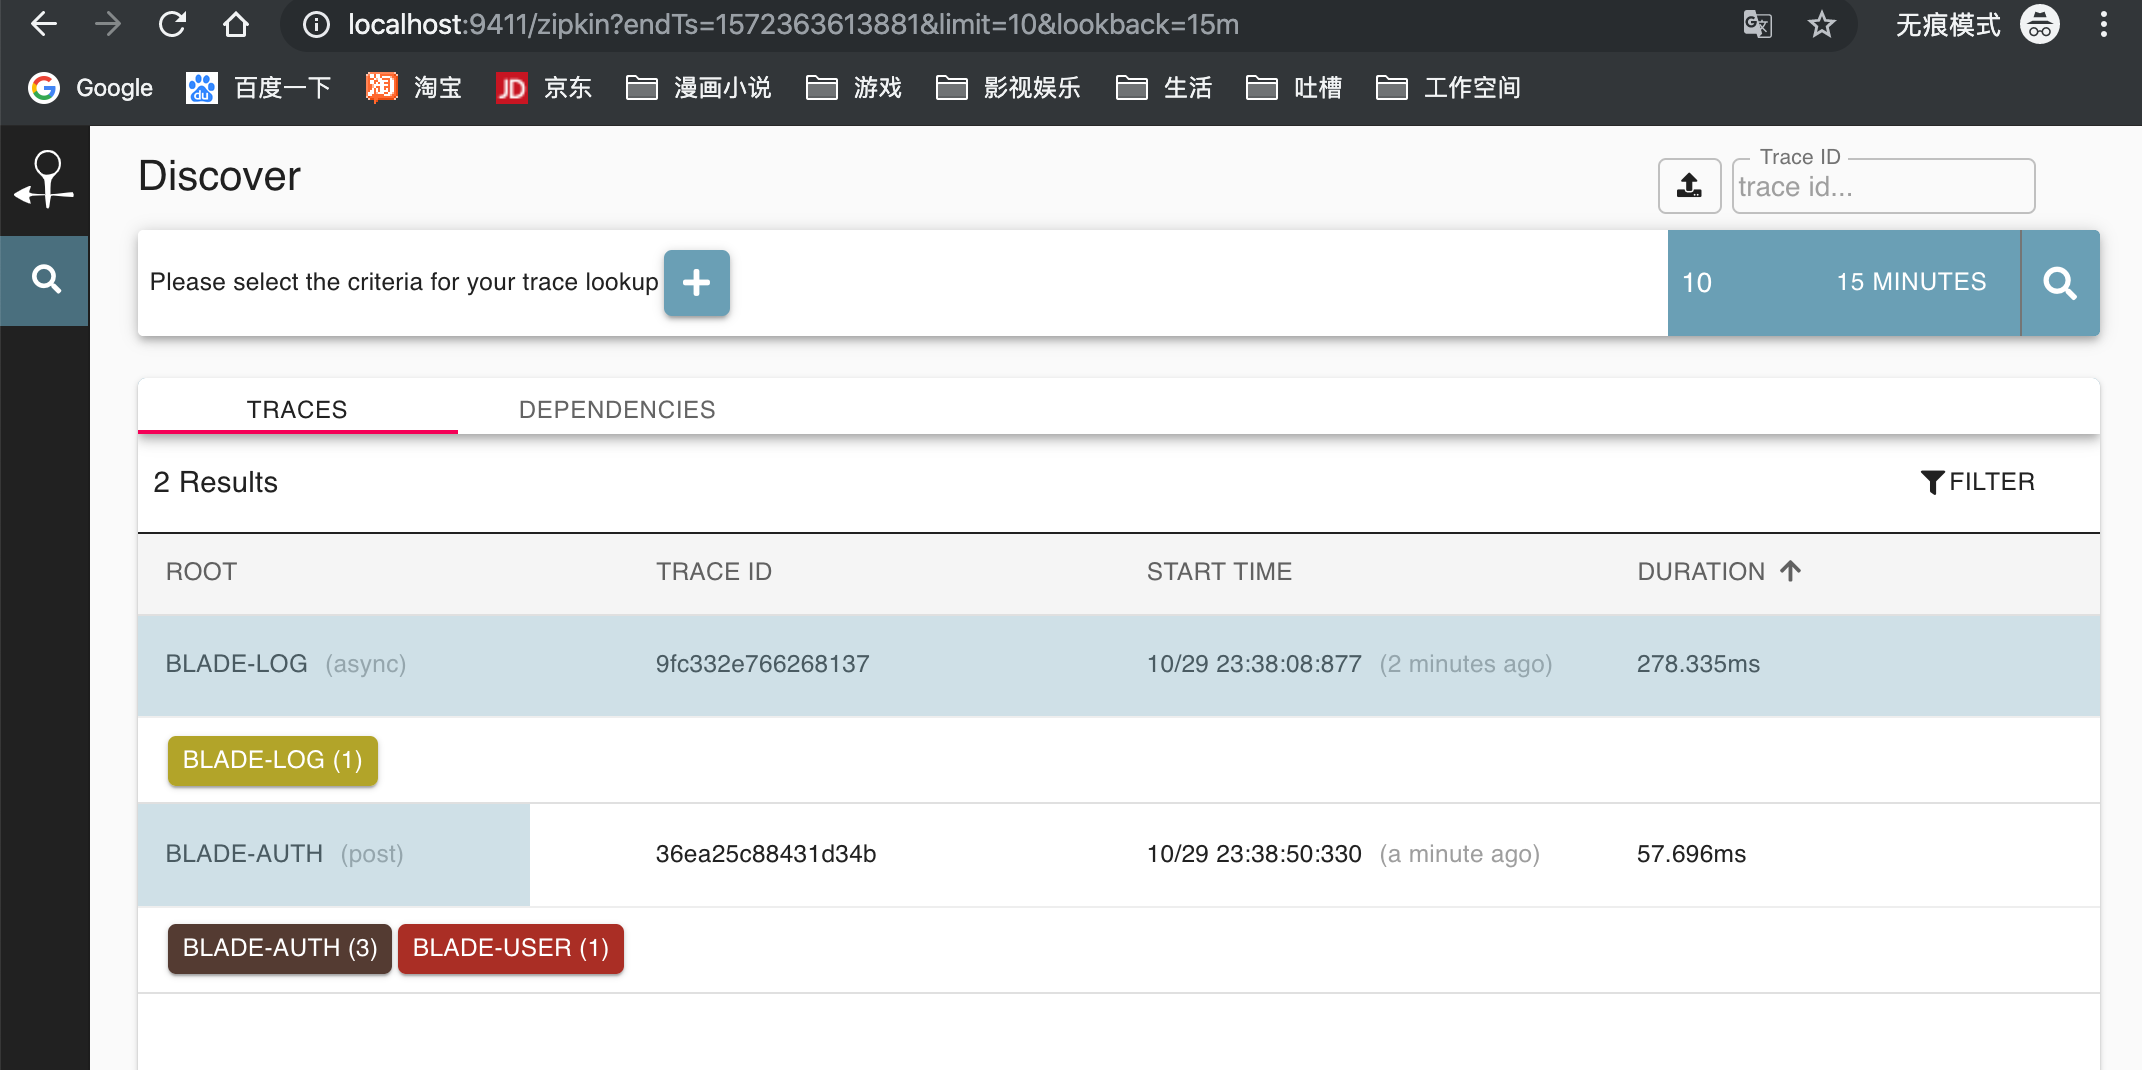 localhost:9411/zipkin?endTs=1572363613881&limit=10&lookback=15m 无痕模式
Google 百度一下 淘宝 JD 京东 漫画小说 游戏 影视娱乐 生活 吐槽 工作空间
Discover
Trace ID
trace id...
Please select the criteria for your trace lookup 10 15 MINUTES
TRACES DEPENDENCIES
2 Results FILTER
ROOT TRACE ID START TIME DURATION
BLADE-LOG (async) 9fc332e766268137 10/29 23:38:08:877 (2 minutes ago) 278.335ms
BLADE-LOG (1)
BLADE-AUTH (post) 36ea25c88431d34b 10/29 23:38:50:330 (a minute ago) 57.696ms
BLADE-AUTH (3) BLADE-USER (1)